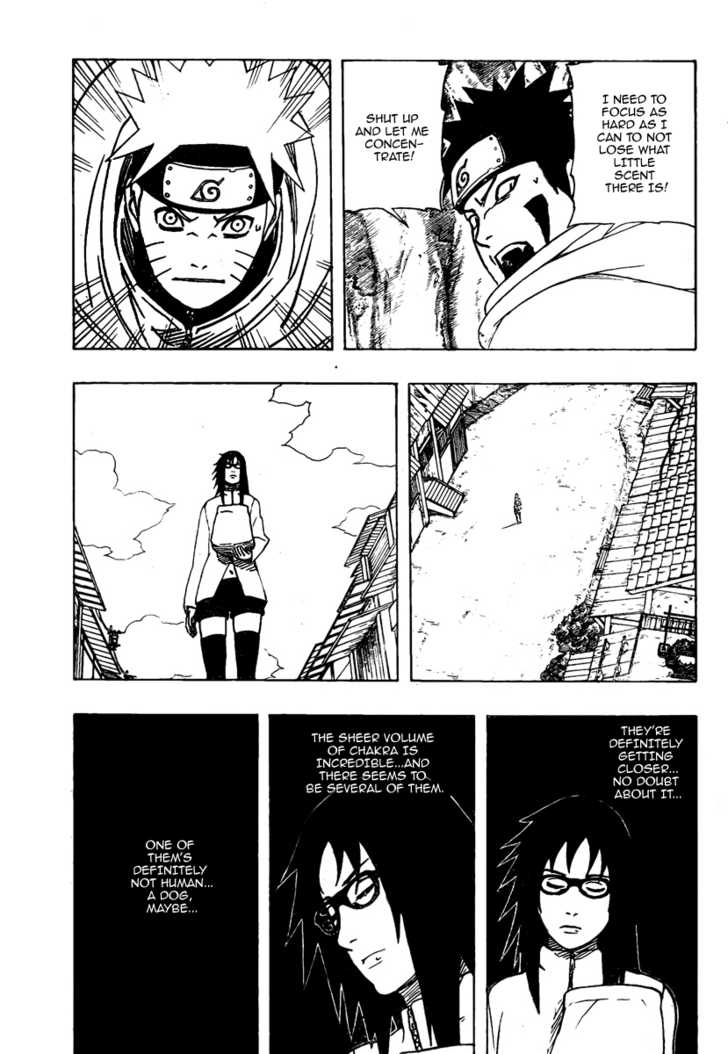 I NEED TO
FOCUS AS
HARD AS I
CAN TO NOT
LOSE WHAT
LITTLE
SCENT
THERE IS!
SHUT UP
AND LET ME
CONCEN-
TRATE!
THEY'RE
DEFINITELY
GETTING
CLOSER...
NO DOUBT
ABOUT IT...
THE SHEER VOLUME
OF CHAKRA IS
INCREDIBLE...AND
THERE SEEMS TO
BE SEVERAL OF THEM.
ONE OF
THEM'S
DEFINITELY
NOT HUMAN...
A DOG,
MAYBE...